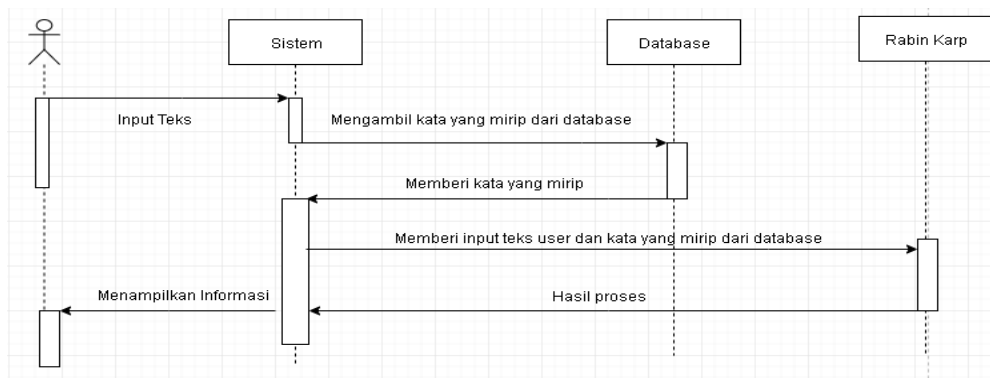 Sistem
Database
Rabin Karp
Input Teks
Mengambil kata yang mirip dari database
Memberi kata yang mirip
Memberi input teks user dan kata yang mirip dari database
Menampilkan Informasi
Hasil proses